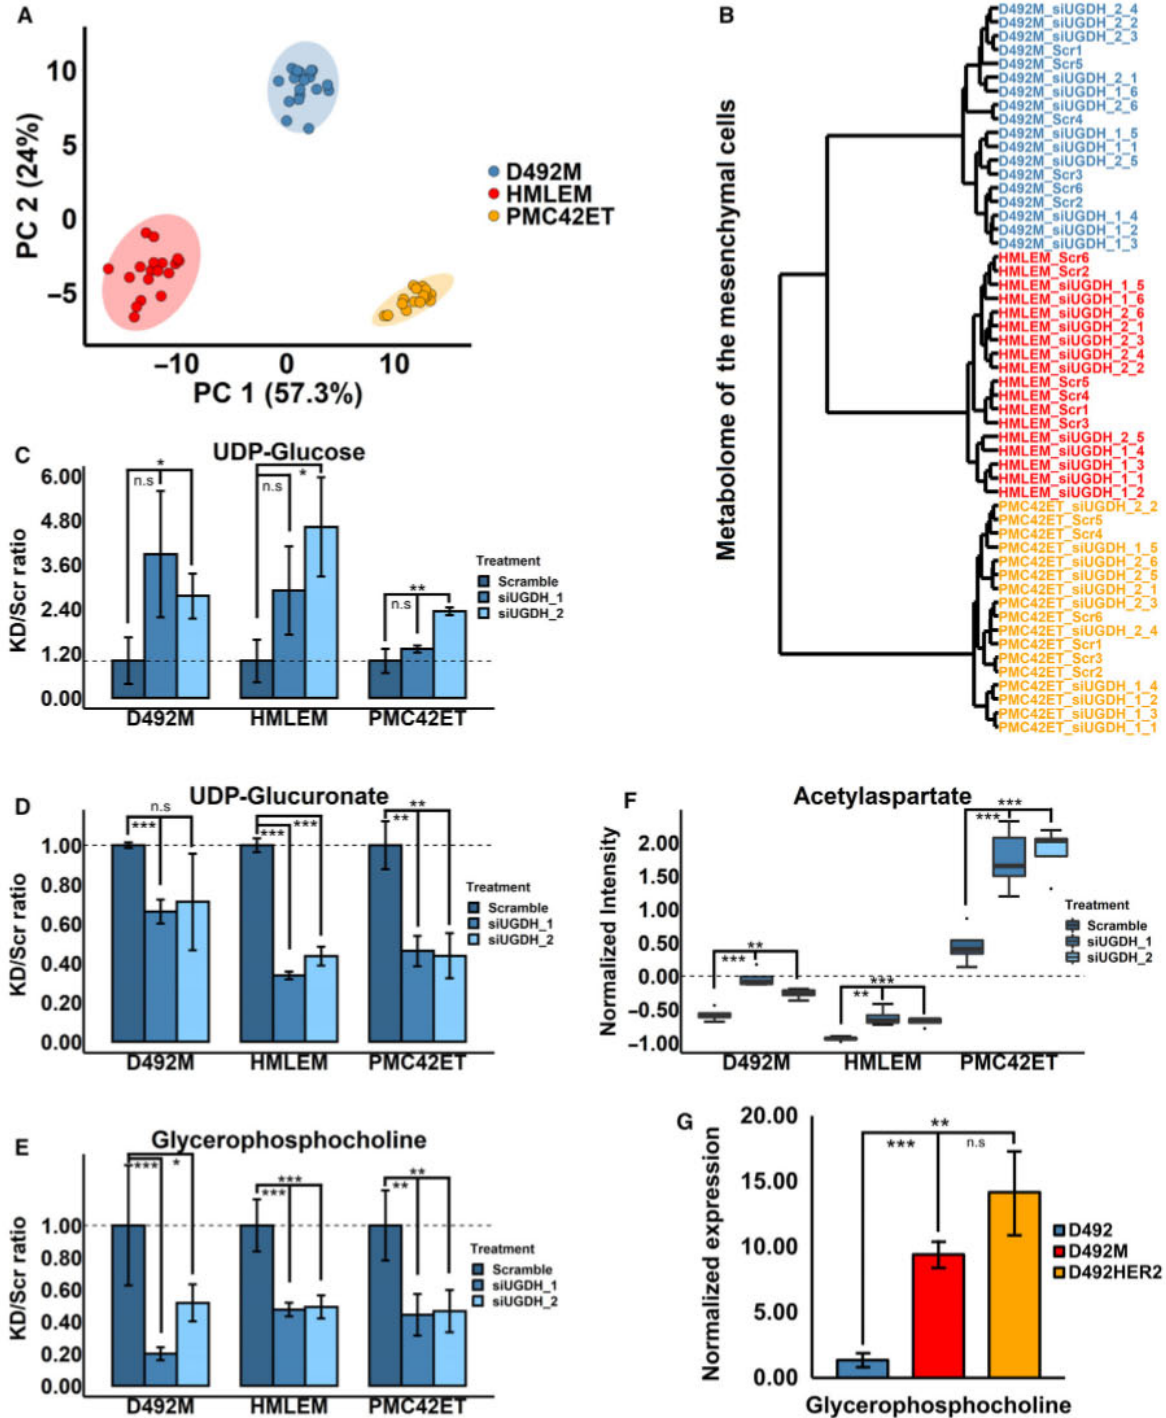 A
10
5
0
−5
PC 2 (24%)
−10 0 10
PC 1 (57.3%)
D492M
HMLEM
PMC42ET
B
Metabolome of the mesenchymal cells
D492M_siUGDH_2_4
D492M_siUGDH_2_2
D492M_siUGDH_2_3
D492M_Scr1
D492M_Scr5
D492M_siUGDH_2_1
D492M_siUGDH_1_6
D492M_siUGDH_2_6
D492M_Scr4
D492M_siUGDH_1_5
D492M_siUGDH_1_1
D492M_siUGDH_2_5
D492M_Scr3
D492M_Scr6
D492M_Scr2
D492M_siUGDH_1_4
D492M_siUGDH_1_2
D492M_siUGDH_1_3
HMLEM_Scr6
HMLEM_Scr2
HMLEM_siUGDH_1_5
HMLEM_siUGDH_1_6
HMLEM_siUGDH_2_6
HMLEM_siUGDH_2_1
HMLEM_siUGDH_2_3
HMLEM_siUGDH_2_4
HMLEM_siUGDH_2_2
HMLEM_Scr5
HMLEM_Scr4
HMLEM_Scr1
HMLEM_Scr3
HMLEM_siUGDH_2_5
HMLEM_siUGDH_1_4
HMLEM_siUGDH_1_3
HMLEM_siUGDH_1_1
HMLEM_siUGDH_1_2
PMC42ET_siUGDH_2_2
PMC42ET_Scr5
PMC42ET_Scr4
PMC42ET_siUGDH_1_5
PMC42ET_siUGDH_2_6
PMC42ET_siUGDH_2_5
PMC42ET_siUGDH_2_1
PMC42ET_siUGDH_2_3
PMC42ET_Scr6
PMC42ET_siUGDH_2_4
PMC42ET_Scr1
PMC42ET_Scr3
PMC42ET_Scr2
PMC42ET_siUGDH_1_4
PMC42ET_siUGDH_1_2
PMC42ET_siUGDH_1_3
PMC42ET_siUGDH_1_1
C
UDP-Glucose
KD/Scr ratio
6.00
4.80
3.60
2.40
1.20
0.00
* n.s
* n.s
** n.s
D492M HMLEM PMC42ET
Treatment
Scramble
siUGDH_1
siUGDH_2
D
UDP-Glucuronate
KD/Scr ratio
1.00
0.80
0.60
0.40
0.20
0.00
n.s ***
*** ***
** **
D492M HMLEM PMC42ET
Treatment
Scramble
siUGDH_1
siUGDH_2
E
Glycerophosphocholine
KD/Scr ratio
1.00
0.80
0.60
0.40
0.20
0.00
*** *
*** ***
** **
D492M HMLEM PMC42ET
Treatment
Scramble
siUGDH_1
siUGDH_2
F
Acetylaspartate
Normalized Intensity
2.00
1.50
1.00
0.50
0.00
−0.50
−1.00
** ***
*** **
*** ***
D492M HMLEM PMC42ET
Treatment
Scramble
siUGDH_1
siUGDH_2
G
Normalized expression
20.00
15.00
10.00
5.00
0.00
**
*** n.s
Glycerophosphocholine
D492
D492M
D492HER2